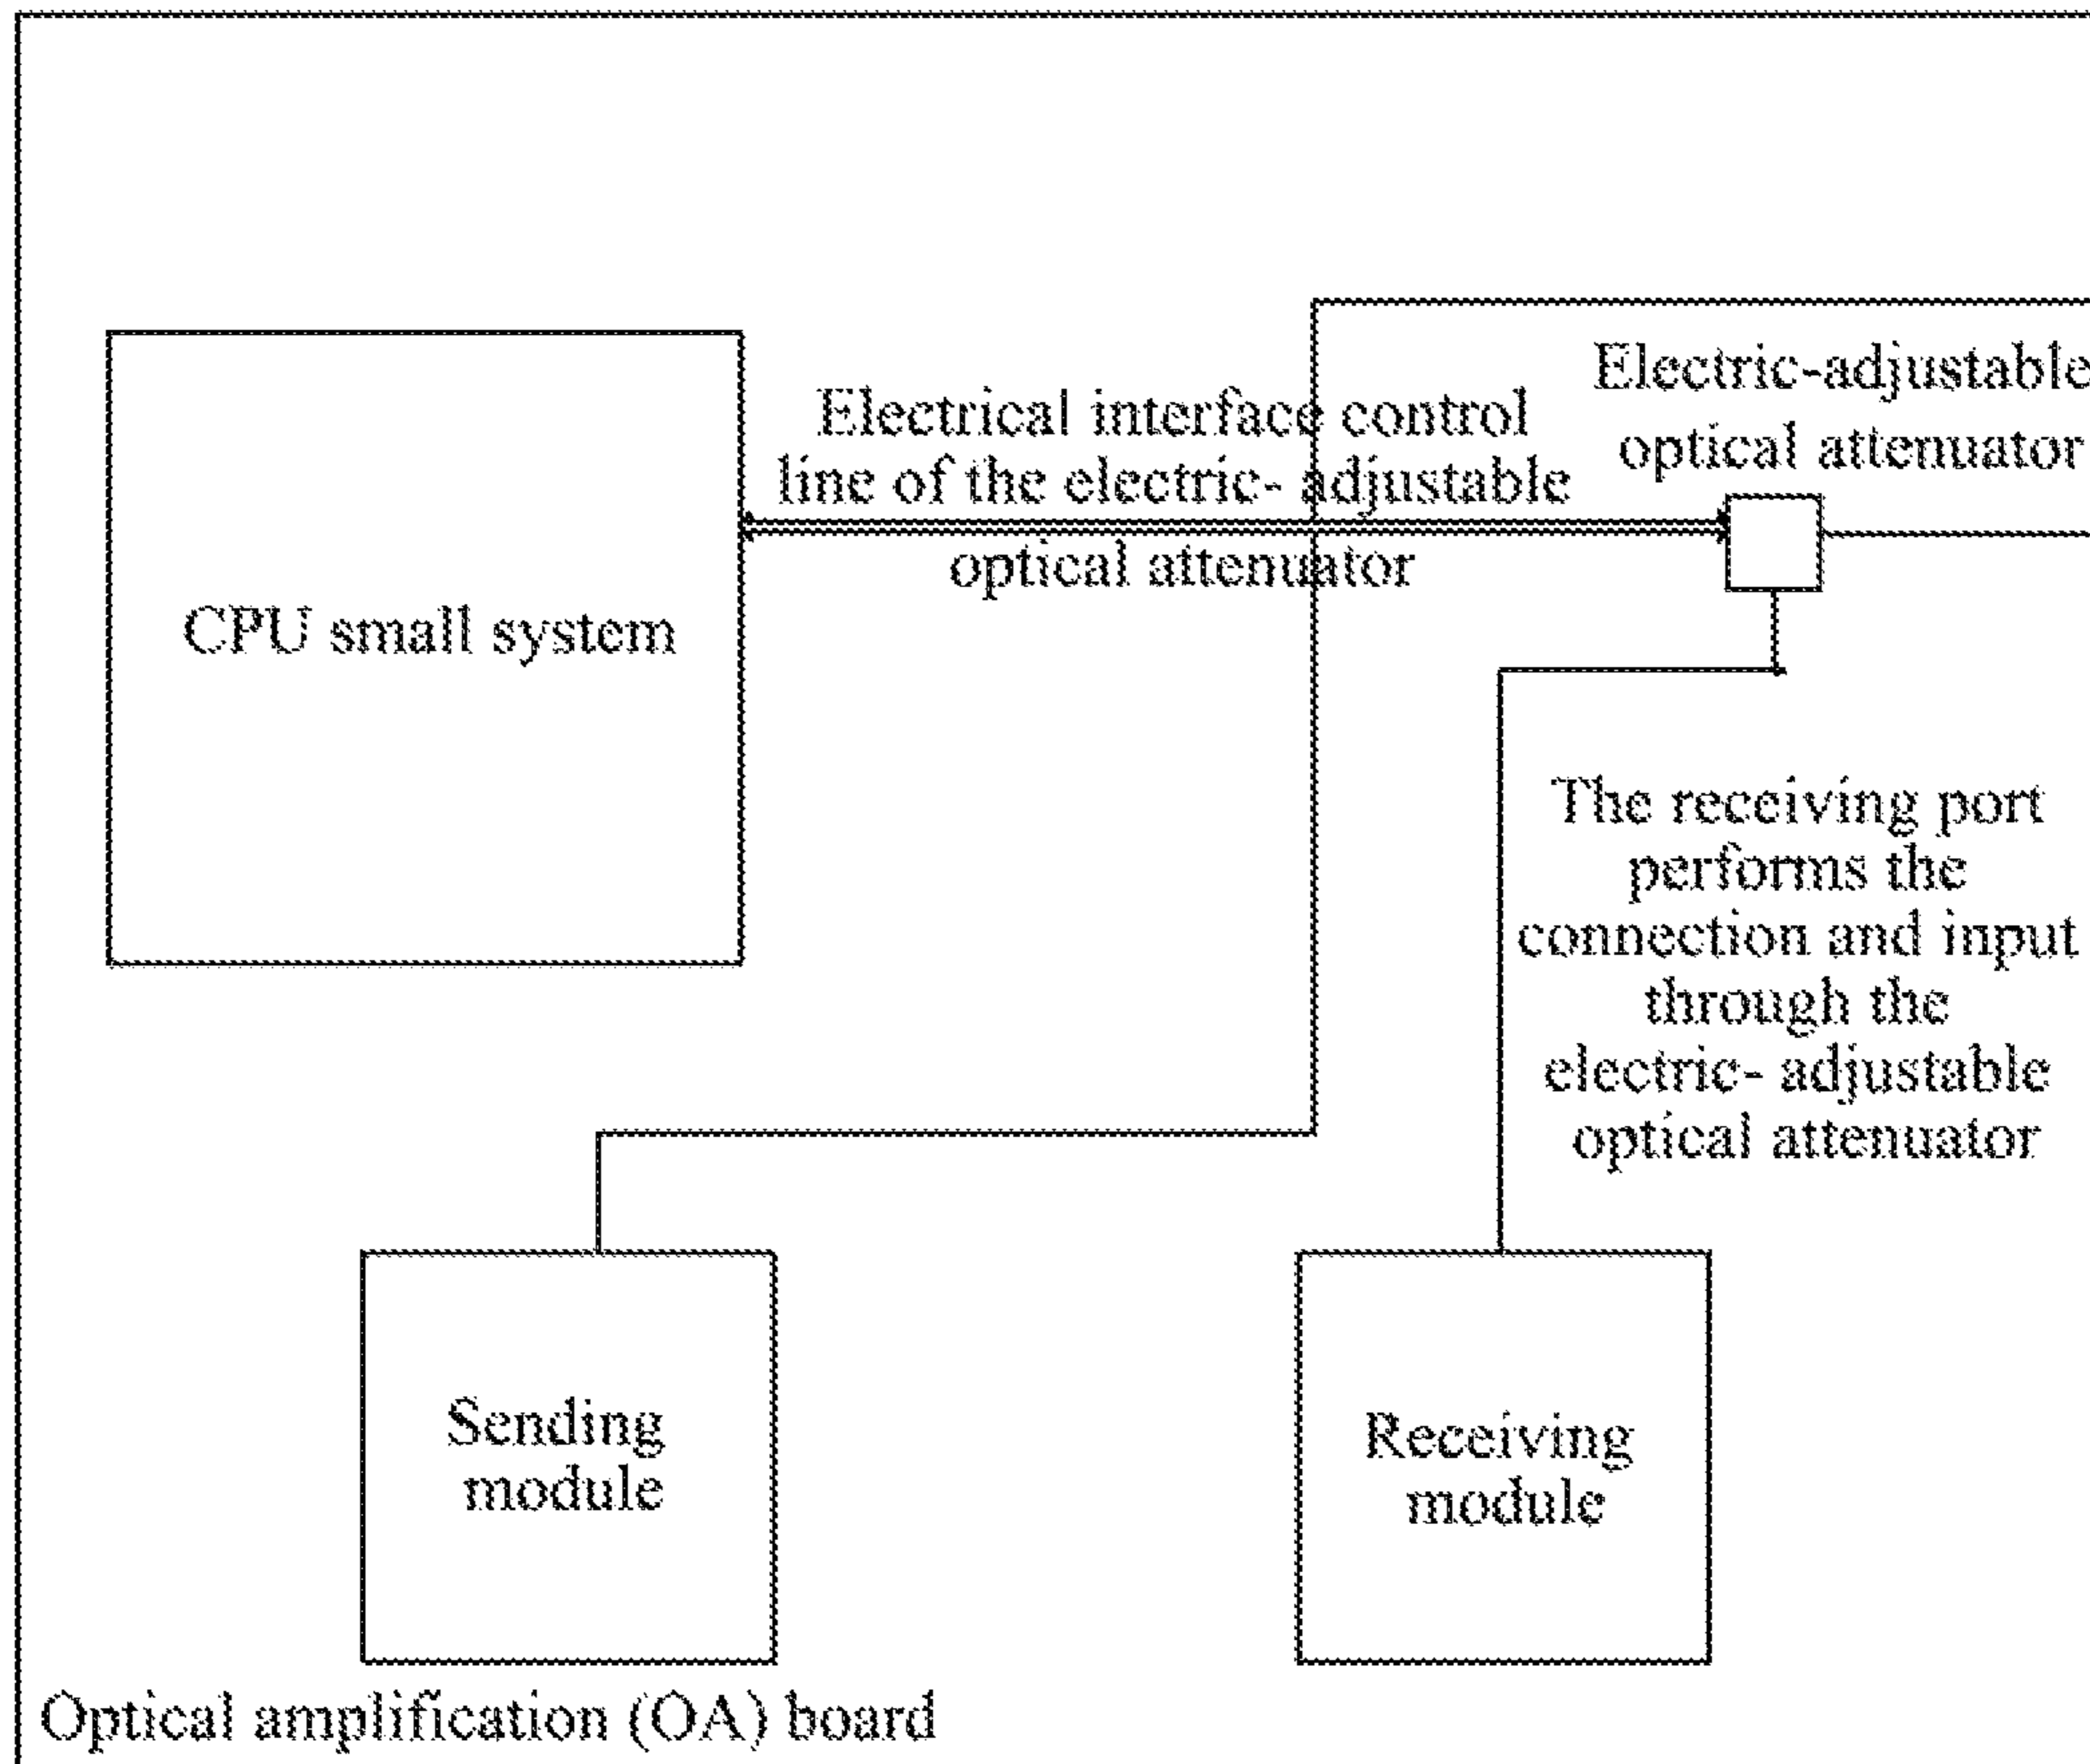 Electric-adjustable
optical attenuator
Electrical interface control
line of the electric- adjustable
optical attenuator
CPU small system
The receiving port
performs the
connection and input
through the
electric- adjustable
optical attenuator
Sending
module
Receiving
module
Optical amplification (OA) board